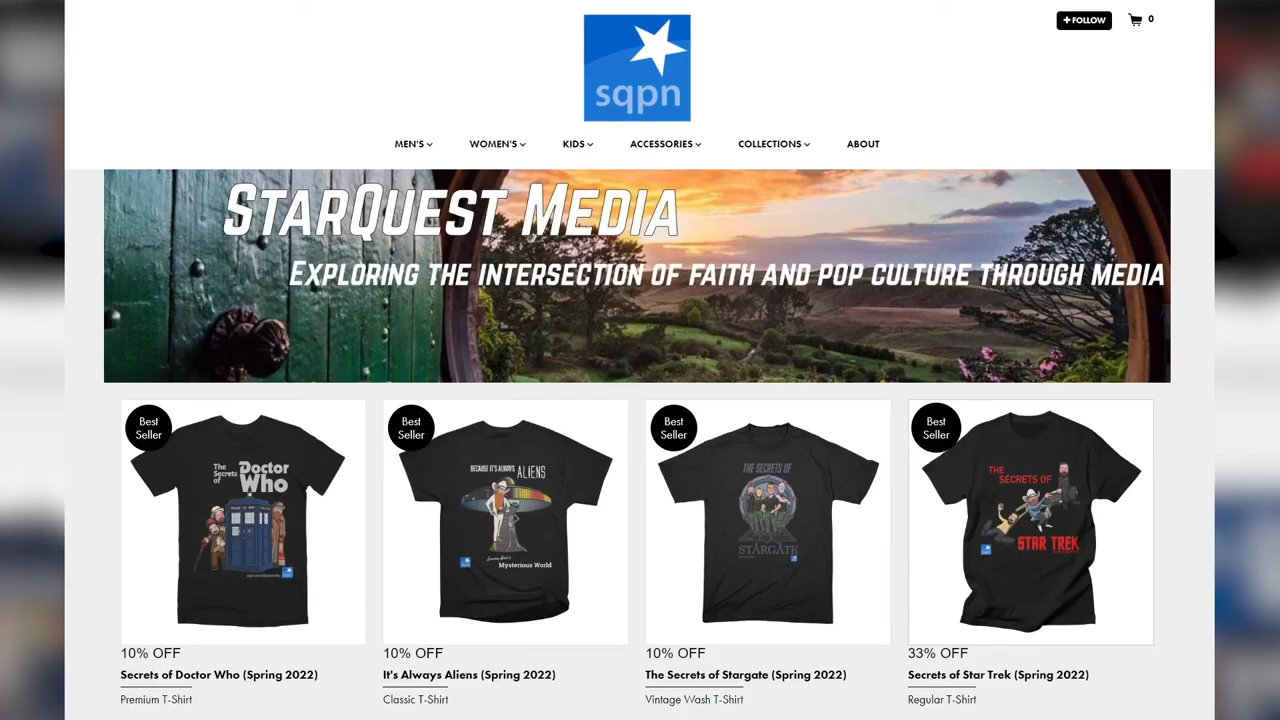 FOLLOW
0
sqpn
MEN'S
WOMEN'S
KIDS
ACCESSORIES
COLLECTIONS
ABOUT
STARQUEST MEDIA
EXPLORING THE INTERSECTION OF FAITH AND POP CULTURE THROUGH MEDIA
Best
Seller
The
Secrets
of
Doctor
Who
Best
Seller
BECAUSE IT'S ALWAYS ALIENS
Jimmy Akin's
Mysterious World
Best
Seller
THE SECRETS OF
STARGATE
Best
Seller
THE
SECRETS OF
STAR TREK
10% OFF
Secrets of Doctor Who (Spring 2022)
Premium T-Shirt
10% OFF
It's Always Aliens (Spring 2022)
Classic T-Shirt
10% OFF
The Secrets of Stargate (Spring 2022)
Vintage Wash T-Shirt
33% OFF
Secrets of Star Trek (Spring 2022)
Regular T-Shirt